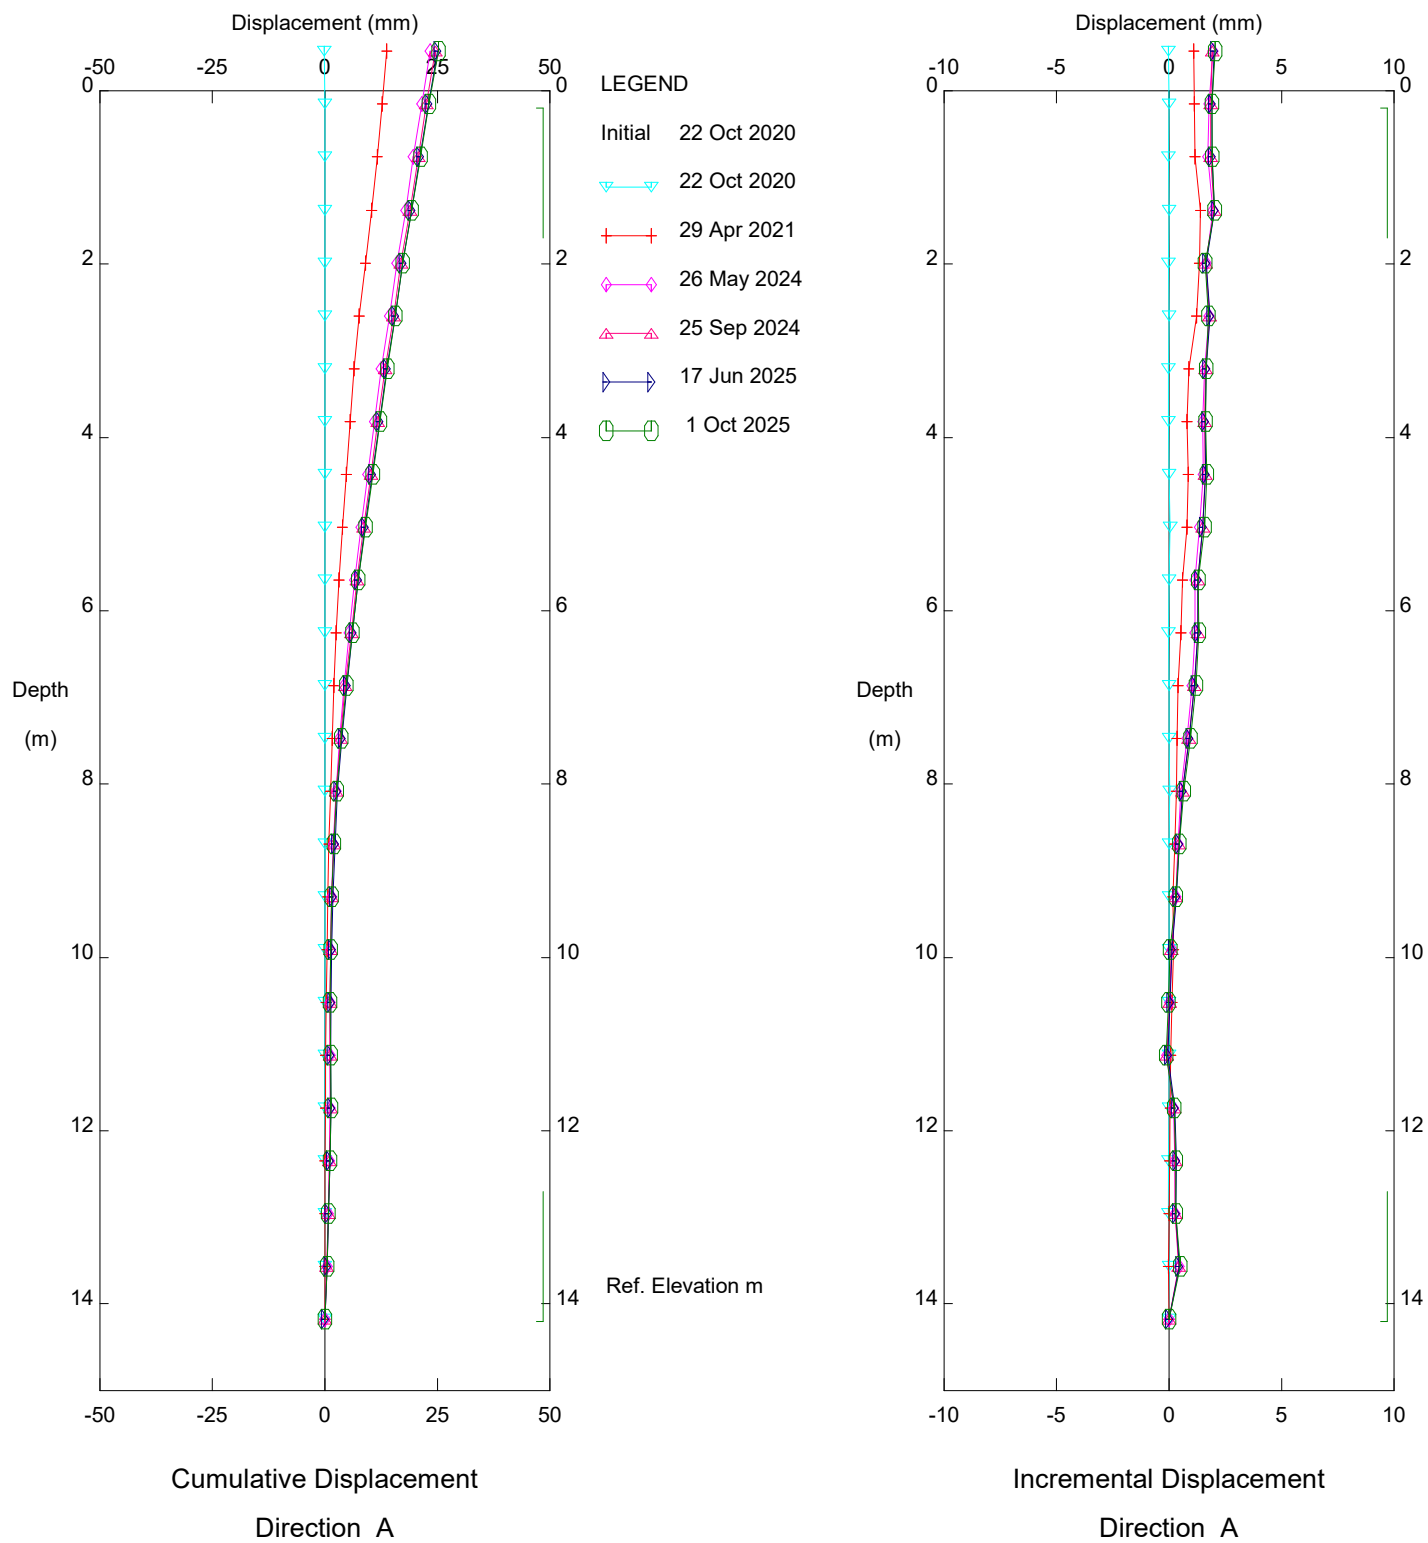 Displacement (mm)
-50 -25 0 25 50
0 0
2 2
4 4
6 6
Depth
(m)
8 8
10 10
12 12
14 14
-50 -25 0 25 50
Cumulative Displacement
Direction A
LEGEND
Initial 22 Oct 2020
22 Oct 2020
29 Apr 2021
26 May 2024
25 Sep 2024
17 Jun 2025
1 Oct 2025
Ref. Elevation m
Displacement (mm)
-10 -5 0 5 10
0 0
2 2
4 4
6 6
Depth
(m)
8 8
10 10
12 12
14 14
-10 -5 0 5 10
Incremental Displacement
Direction A